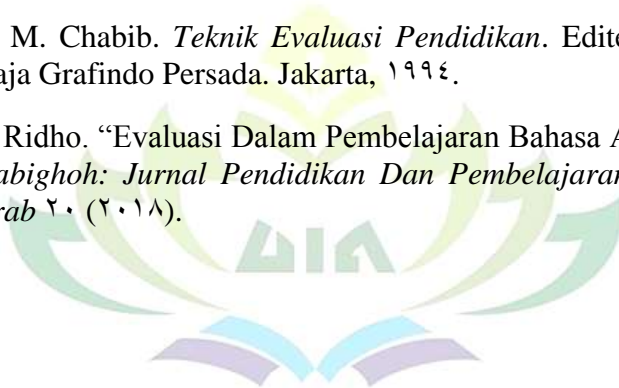 M. Chabib. Teknik Evaluasi Pendidikan. Edite
aja Grafindo Persada. Jakarta, ١٩٩٤.
Ridho. “Evaluasi Dalam Pembelajaran Bahasa A
abighoh: Jurnal Pendidikan Dan Pembelajaran
rab ٢٠ (٢٠١٨).
UIN